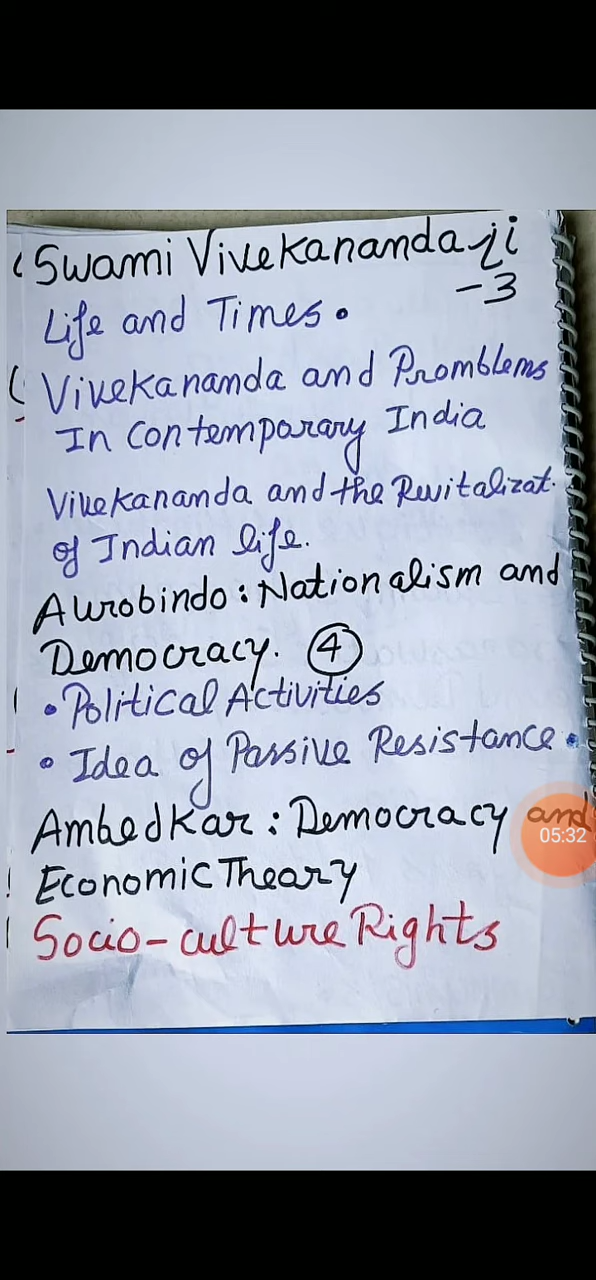 Swami Vivekananda ji
-3
Life and Times.
Vivekananda and Promblems
In Contemporary India
Vivekananda and the Revitalizat.
of Indian life.
Aurobindo: Nationalism and
Democracy. 4
• Political Activities
• Idea of Passive Resistance.
Ambedkar: Democracy and
05:32
Economic Theary
Socio-culture Rights